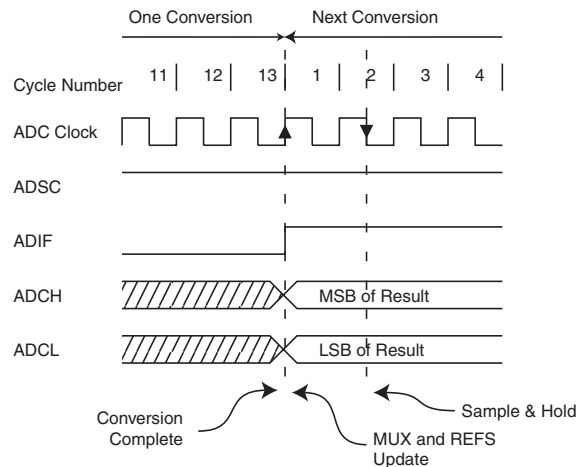 One Conversion Next Conversion
Cycle Number 11 12 13 1 2 3 4
ADC Clock
ADSC
ADIF
ADCH MSB of Result
ADCL LSB of Result
Conversion
Complete
MUX and REFS
Update
Sample & Hold